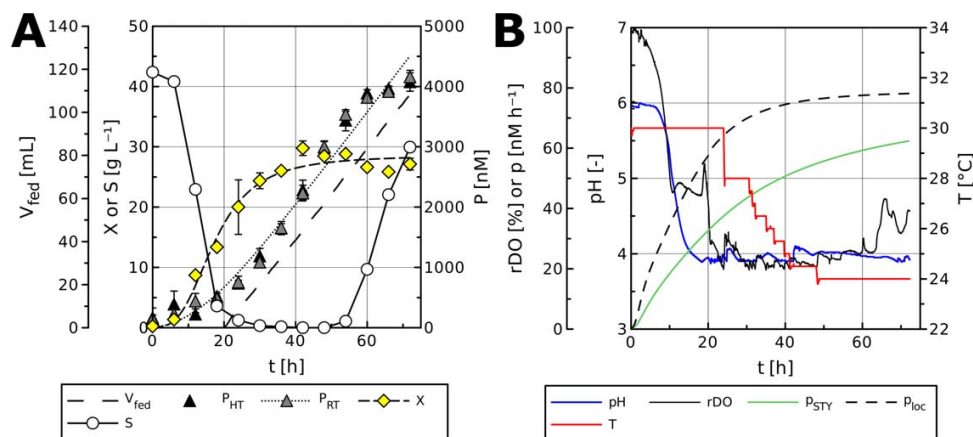 A
B
140
120
100
80
60
40
20
0
V_fed [mL]
50
40
30
20
10
0
X or S [g L⁻¹]
5000
4000
3000
2000
1000
0
P [nM]
0 20 40 60
t [h]
V_fed P_HT P_RT X
S
100
80
60
40
20
0
rDO [%] or p [nM h⁻¹]
7
6
5
4
3
pH [-]
34
32
30
28
26
24
22
T [°C]
0 20 40 60
t [h]
pH rDO p_STY p_loc
T